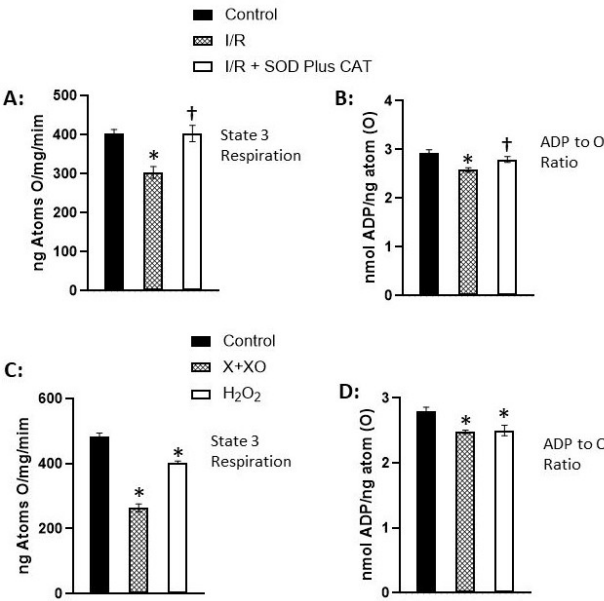 Control
I/R
I/R + SOD Plus CAT
A:
500
400
300
200
100
0
ng Atoms O/mg/mim
*
†
State 3
Respiration
B:
4
3
2
1
0
nmol ADP/ng atom (O)
*
†
ADP to O
Ratio
Control
X+XO
H₂O₂
C:
600
400
200
0
ng Atoms O/mg/mim
*
*
State 3
Respiration
D:
3
2
1
0
nmol ADP/ng atom (O)
*
*
ADP to O
Ratio